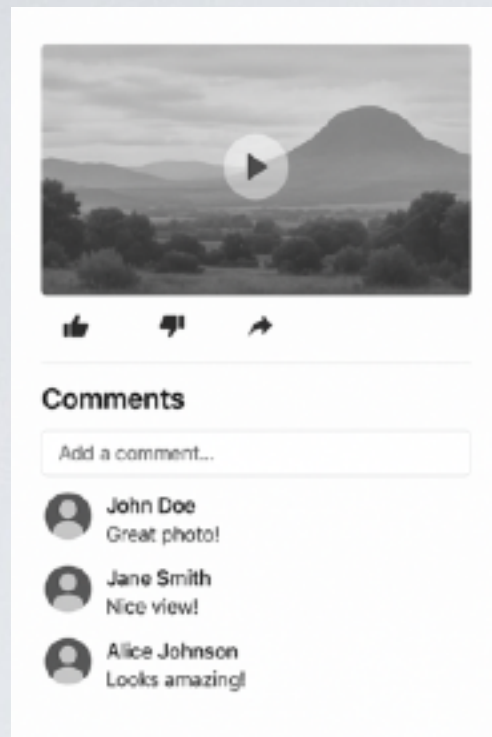 Comments
Add a comment...
John Doe
Great photo!
Jane Smith
Nice view!
Alice Johnson
Looks amazing!